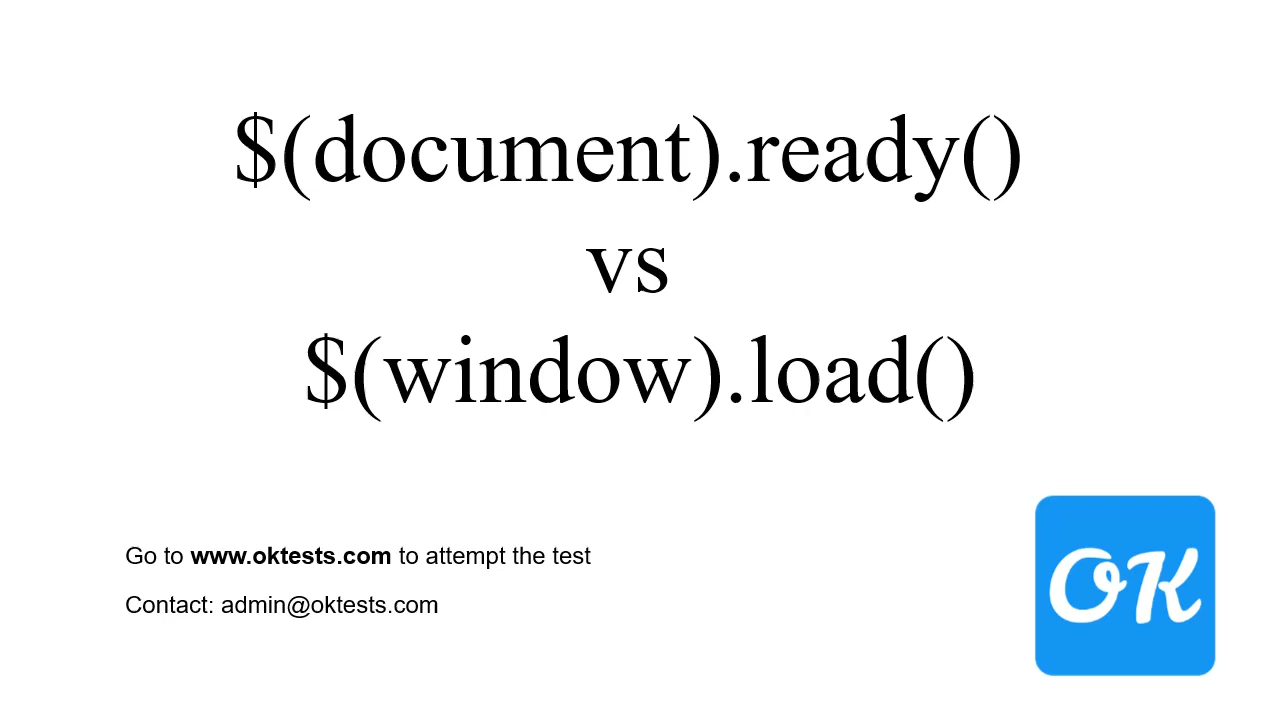 $(document).ready()
vs
$(window).load()
Go to www.oktests.com to attempt the test
Contact: admin@oktests.com
OK